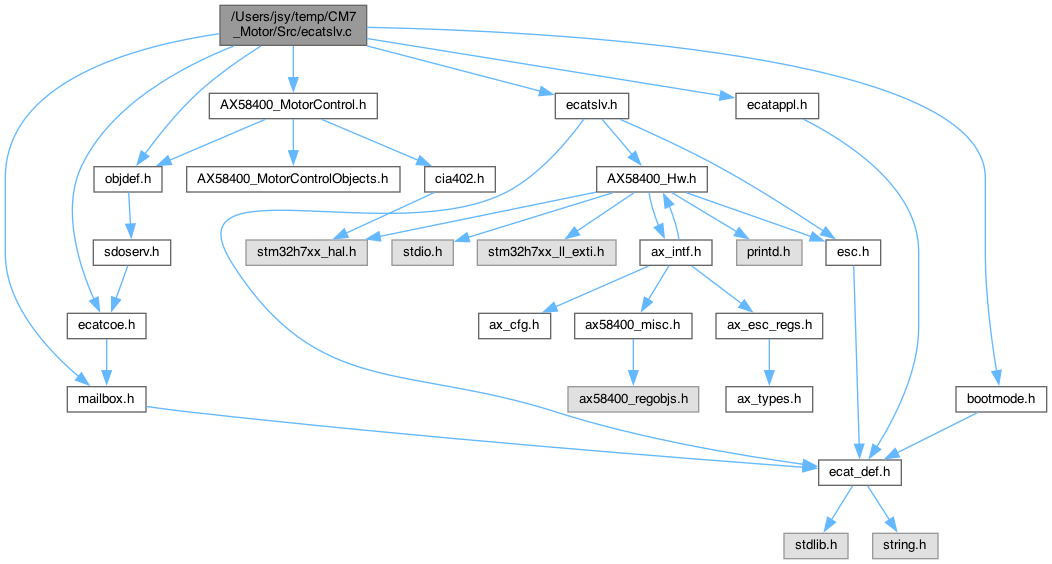 /Users/jsy/temp/CM7
_Motor/Src/ecatslv.c
AX58400_MotorControl.h
ecatslv.h
ecatappl.h
objdef.h
AX58400_MotorControlObjects.h
cia402.h
AX58400_Hw.h
sdoserv.h
stm32h7xx_hal.h
stdio.h
stm32h7xx_ll_exti.h
ax_intf.h
printd.h
esc.h
ecatcoe.h
ax_cfg.h
ax58400_misc.h
ax_esc_regs.h
mailbox.h
ax58400_regobjs.h
ax_types.h
bootmode.h
ecat_def.h
stdlib.h
string.h